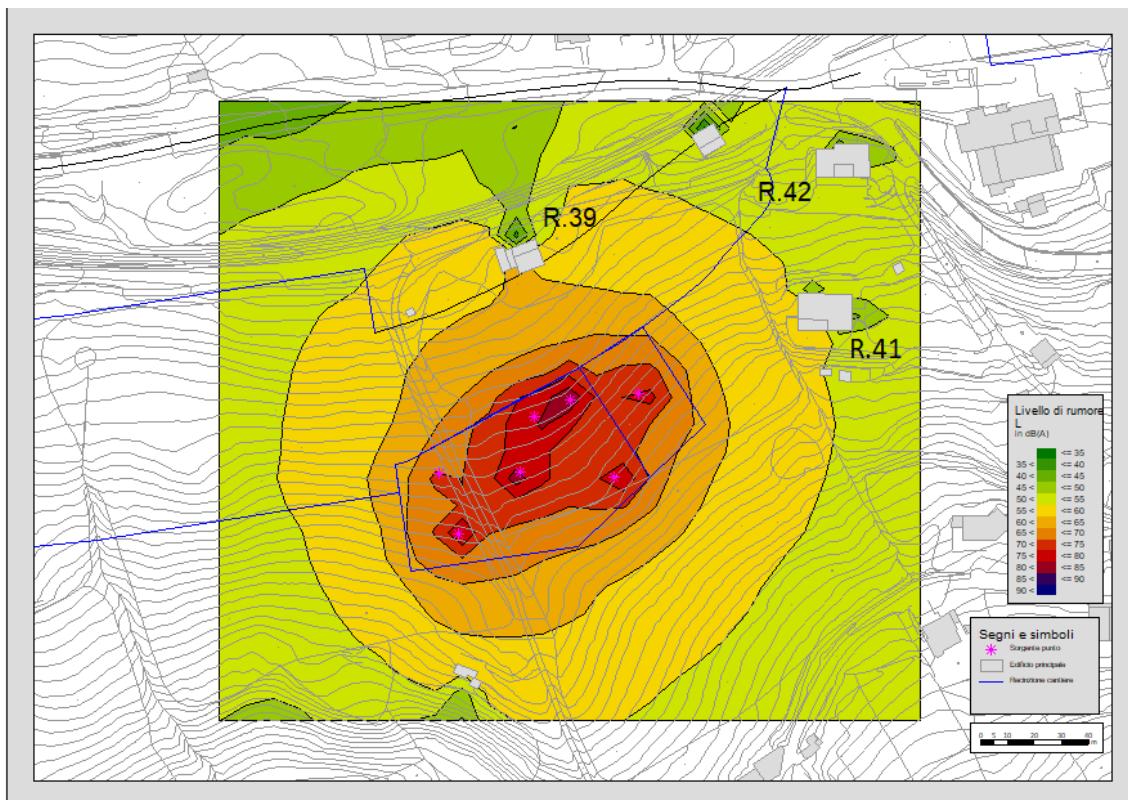 R.39
R.42
R.41
Livello di rumore
L
in dB(A)
<= 35
35 < <= 40
40 < <= 45
45 < <= 50
50 < <= 55
55 < <= 60
60 < <= 65
65 < <= 70
70 < <= 75
75 < <= 80
80 < <= 85
85 < <= 90
90 <
Segni e simboli
Sorgente punto
Edificio principale
Recinzione cantiere
0 5 10 20 30 40
m